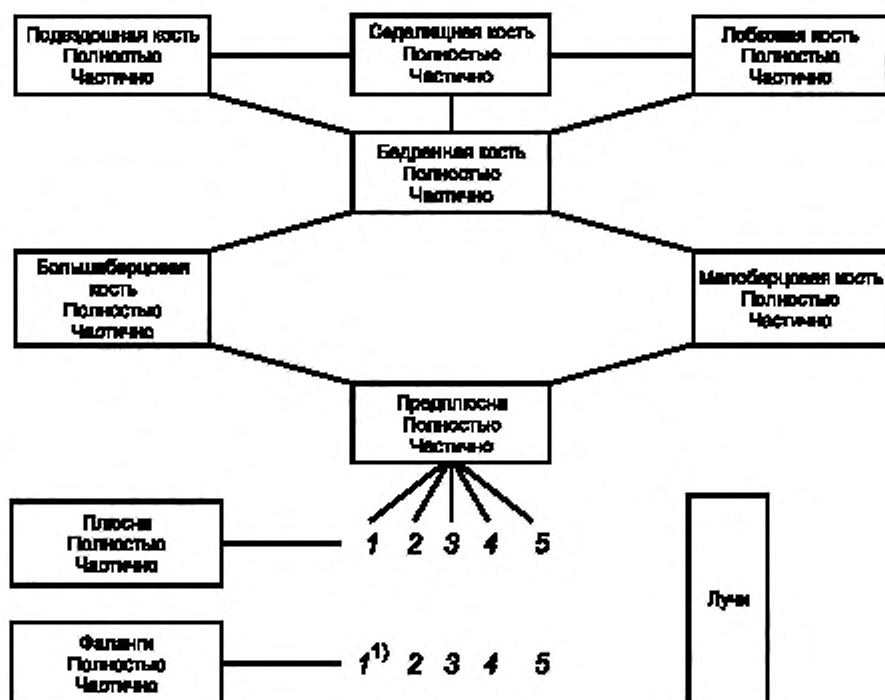 Подвздошная кость
Полностью
Частично
Седалищная кость
Полностью
Частично
Лобковая кость
Полностью
Частично
Бедренная кость
Полностью
Частично
Большеберцовая
кость
Полностью
Частично
Малоберцовая кость
Полностью
Частично
Предплюсна
Полностью
Частично
Плюсна
Полностью
Частично
1 2 3 4 5
Лучи
Фаланги
Полностью
Частично
1¹⁾ 2 3 4 5